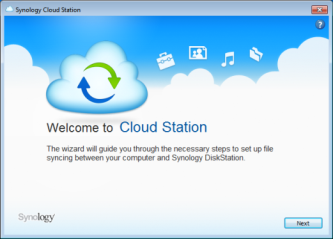 Synology Cloud Station
?
Welcome to Cloud Station
The wizard will guide you through the necessary steps to set up file
syncing between your computer and Synology DiskStation.
Synology
Next